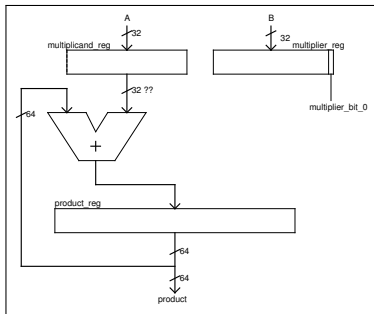 A
B
32
32
multiplicand_reg
multiplier_reg
32 ??
multiplier_bit_0
64
+
product_reg
64
64
product